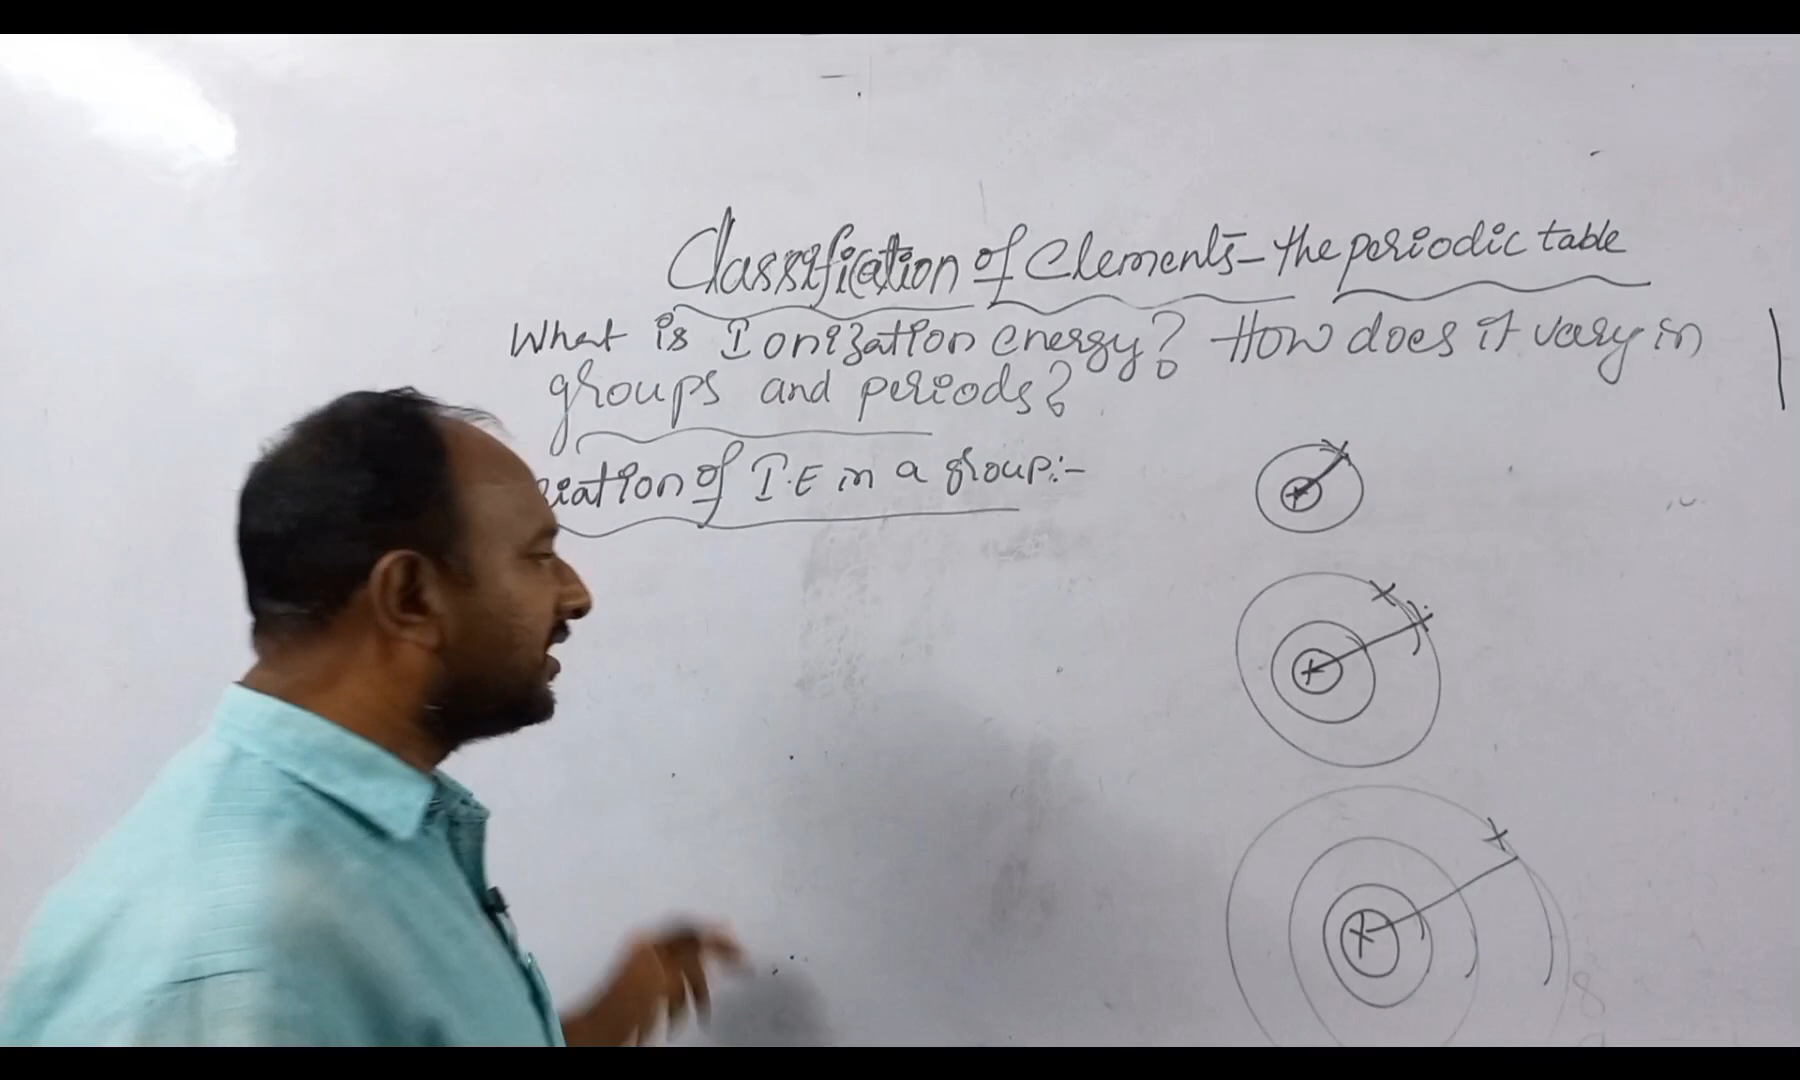 Classification of Elements - the periodic table
What is Ionization energy? How does it vary in
groups and periods?
riation of I.E in a group:-